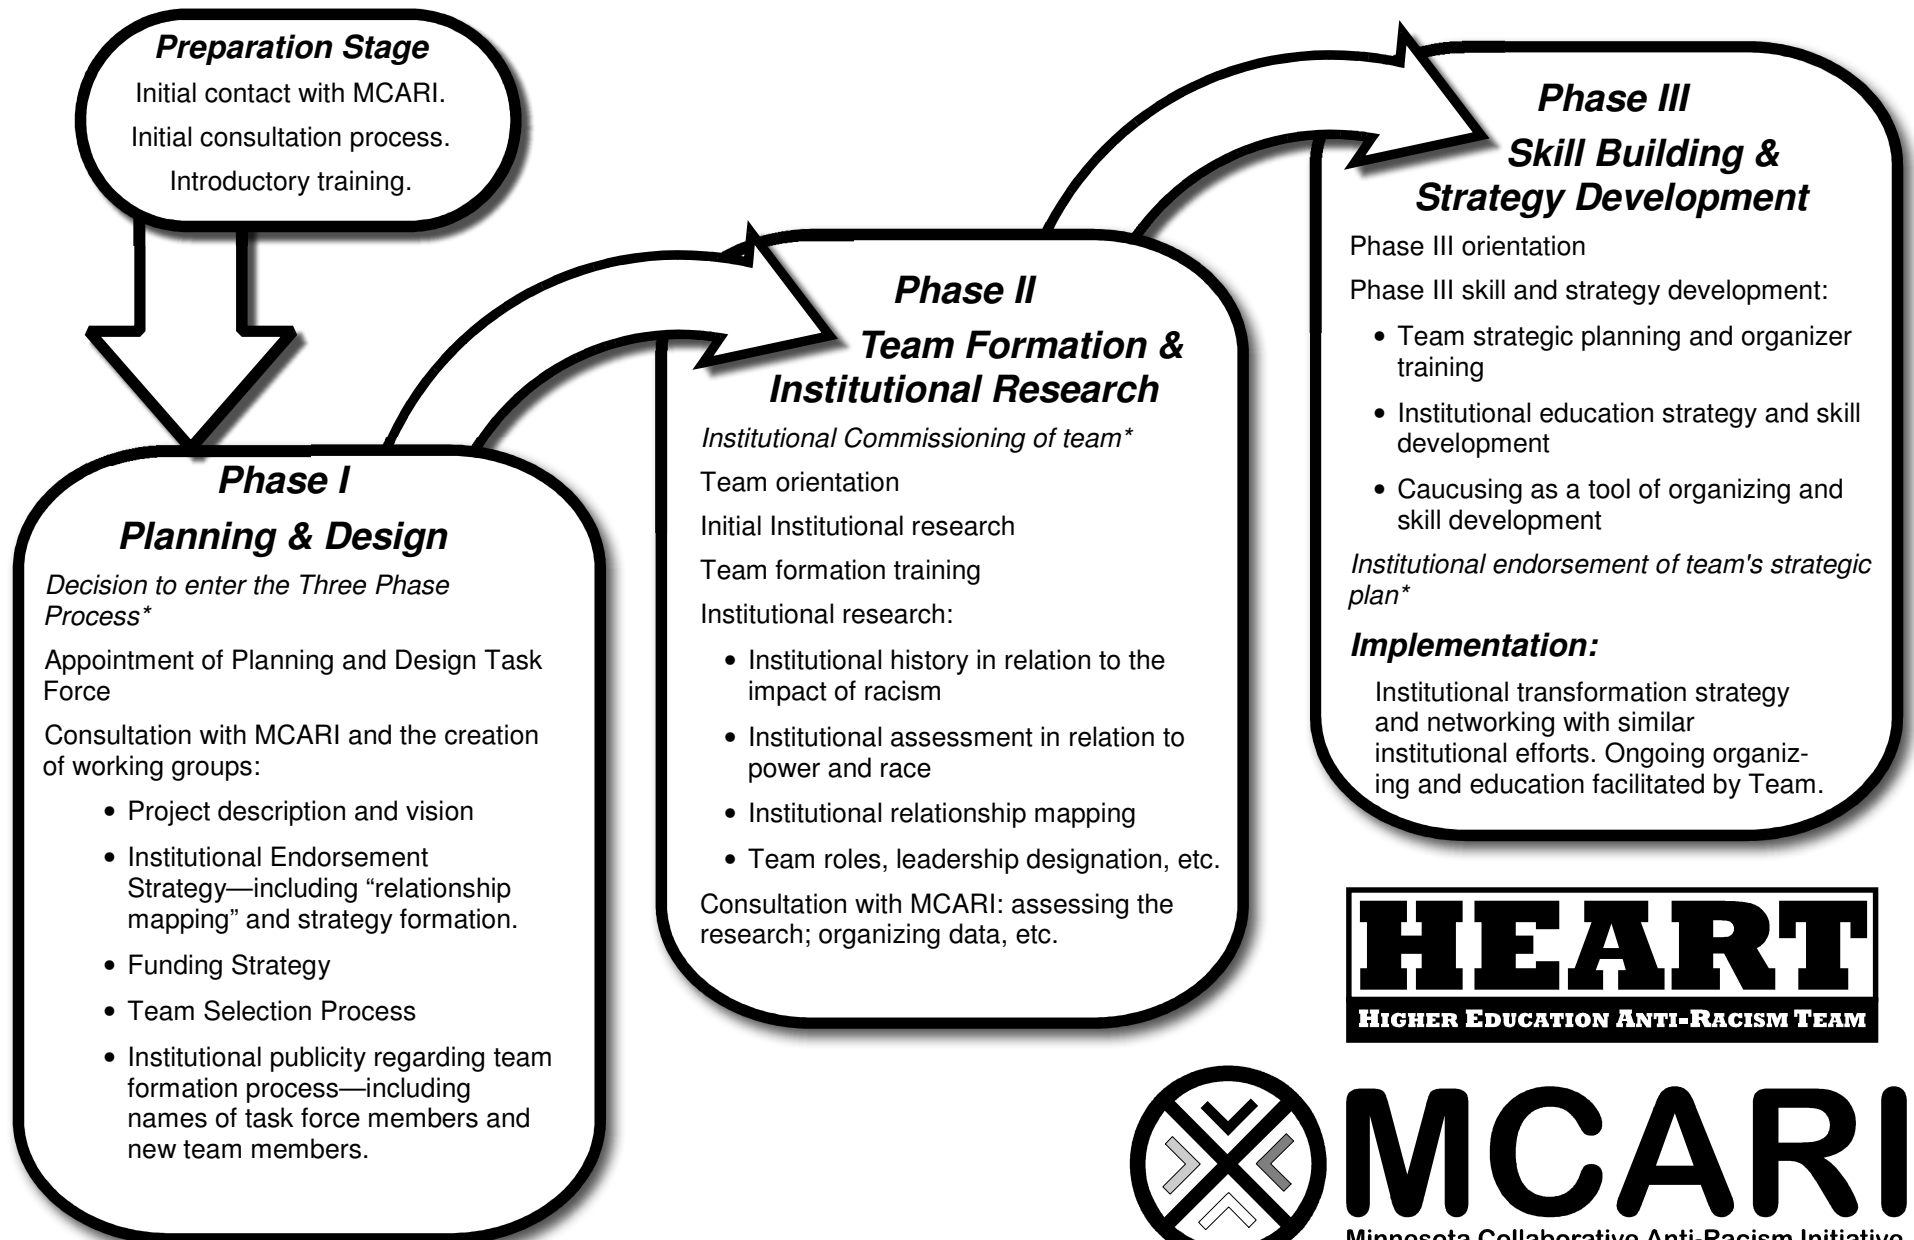 Preparation Stage
Initial contact with MCARI.
Initial consultation process.
Introductory training.
Phase I
Planning & Design
Decision to enter the Three Phase
Process*
Appointment of Planning and Design Task
Force
Consultation with MCARI and the creation
of working groups:
• Project description and vision
• Institutional Endorsement
Strategy—including “relationship
mapping” and strategy formation.
• Funding Strategy
• Team Selection Process
• Institutional publicity regarding team
formation process—including
names of task force members and
new team members.
Phase II
Team Formation &
Institutional Research
Institutional Commissioning of team*
Team orientation
Initial Institutional research
Team formation training
Institutional research:
• Institutional history in relation to the
impact of racism
• Institutional assessment in relation to
power and race
• Institutional relationship mapping
• Team roles, leadership designation, etc.
Consultation with MCARI: assessing the
research; organizing data, etc.
Phase III
Skill Building &
Strategy Development
Phase III orientation
Phase III skill and strategy development:
• Team strategic planning and organizer
training
• Institutional education strategy and skill
development
• Caucusing as a tool of organizing and
skill development
Institutional endorsement of team's strategic
plan*
Implementation:
Institutional transformation strategy
and networking with similar
institutional efforts. Ongoing organiz-
ing and education facilitated by Team.
HEART
HIGHER EDUCATION ANTI-RACISM TEAM
MCARI
Minnesota Collaborative Anti-Racism Initiative